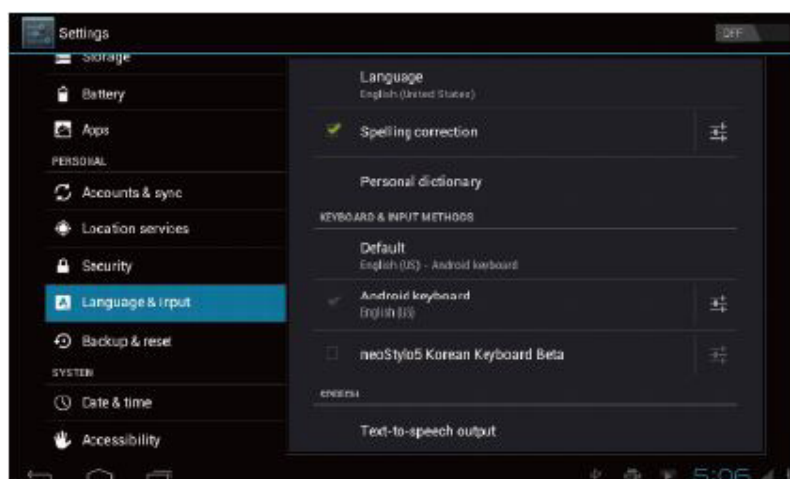 Settings
OFF
Storage
Battery
Apps
PERSONAL
Accounts & sync
Location services
Security
Language & input
Backup & reset
SYSTEM
Date & time
Accessibility
Language
English (United States)
Spelling correction
Personal dictionary
KEYBOARD & INPUT METHODS
Default
English (US) - Android keyboard
Android keyboard
English (US)
neoStylo5 Korean Keyboard Beta
SPEECH
Text-to-speech output
5:06